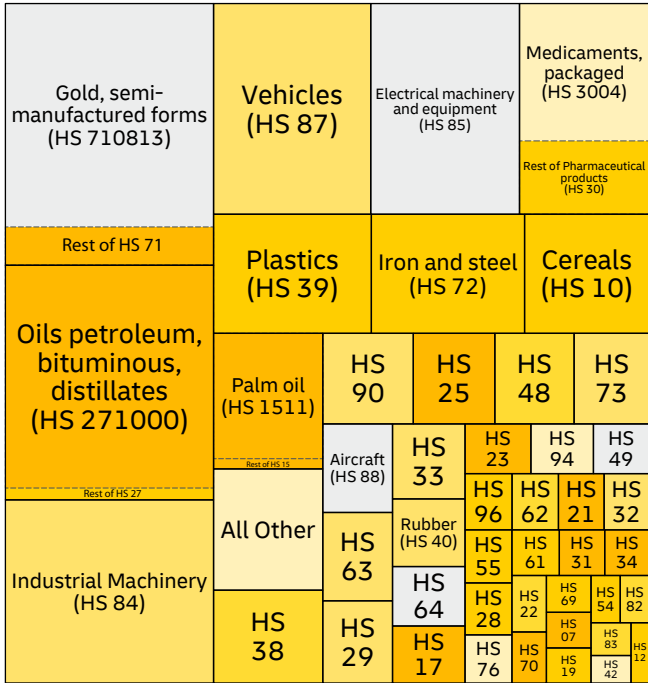 Gold, semi-
manufactured forms
(HS 710813)
Rest of HS 71
Oils petroleum,
bituminous,
distillates
(HS 271000)
Rest of HS 27
Industrial Machinery
(HS 84)
Vehicles
(HS 87)
Electrical machinery
and equipment
(HS 85)
Medicaments,
packaged
(HS 3004)
Rest of Pharmaceutical
products
(HS 30)
Plastics
(HS 39)
Iron and steel
(HS 72)
Cereals
(HS 10)
Palm oil
(HS 1511)
Rest of HS 15
All Other
HS
38
HS
90
HS
25
HS
48
HS
73
Aircraft
(HS 88)
HS
63
HS
29
HS
33
Rubber
(HS 40)
HS
64
HS
17
HS
23
HS
94
HS
49
HS
96
HS
62
HS
21
HS
32
HS
55
HS
61
HS
31
HS
34
HS
28
HS
76
HS
22
HS
70
HS
69
HS
07
HS
19
HS
54
HS
82
HS
83
HS
42
HS
12